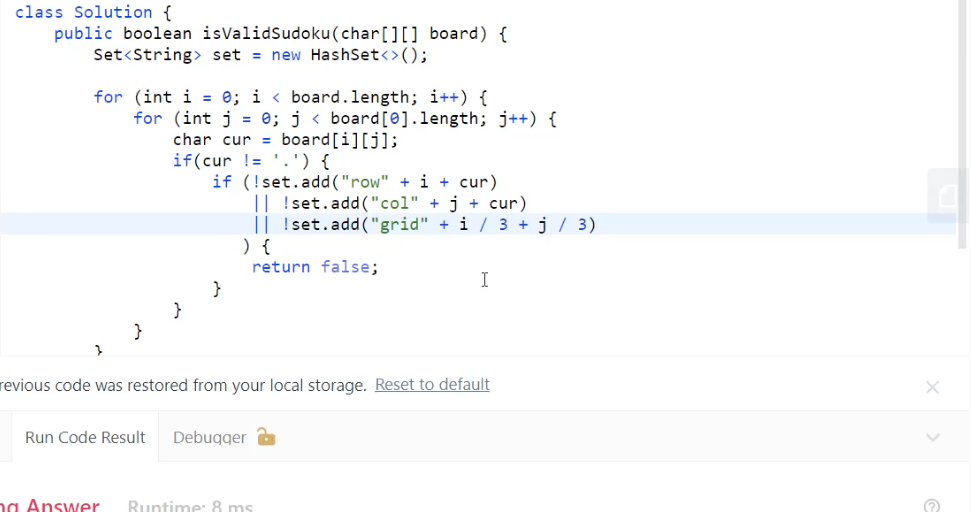 class Solution {
public boolean isValidSudoku(char[][] board) {
Set<String> set = new HashSet<>();
for (int i = 0; i < board.length; i++) {
for (int j = 0; j < board[0].length; j++) {
char cur = board[i][j];
if(cur != '.') {
if (!set.add("row" + i + cur)
|| !set.add("col" + j + cur)
|| !set.add("grid" + i / 3 + j / 3)
) {
return false;
}
}
}
}
revious code was restored from your local storage. Reset to default
Run Code Result Debugger
ng Answer Runtime: 8 ms